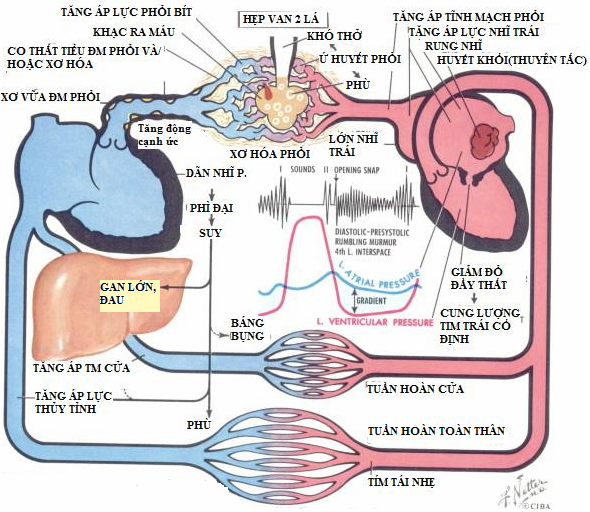 TĂNG ÁP LỰC PHỔI BÍT
KHẠC RA MÁU
CO THẮT TIỂU ĐM PHỔI VÀ/
HOẶC XƠ HÓA
XƠ VỮA ĐM PHỔI
HẸP VAN 2 LÁ
KHÓ THỞ
Ứ HUYẾT PHỔI
PHÙ
TĂNG ÁP TĨNH MẠCH PHỔI
TĂNG ÁP LỰC NHĨ TRÁI
RUNG NHĨ
HUYẾT KHỐI(THUYÊN TẮC)
Tăng động
cạnh ức
XƠ HÓA PHỔI
LỚN NHĨ
TRÁI
DÃN NHĨ P.
PHÌ ĐẠI
SUY
I SOUNDS II OPENING SNAP I
DIASTOLIC-PRESYSTOLIC
RUMBLING MURMUR
4th L. INTERSPACE
L. ATRIAL PRESSURE
GRADIENT
L. VENTRICULAR PRESSURE
GIẢM ĐỔ
ĐẦY THẤT
CUNG LƯỢNG
TIM TRÁI CỐ
ĐỊNH
GAN LỚN,
ĐAU
BÁNG
BỤNG
TĂNG ÁP TM CỬA
TĂNG ÁP LỰC
THỦY TĨNH
PHÙ
TUẦN HOÀN CỬA
TUẦN HOÀN TOÀN THÂN
TÍM TÁI NHẸ
F. Netter
M.D.
© CIBA